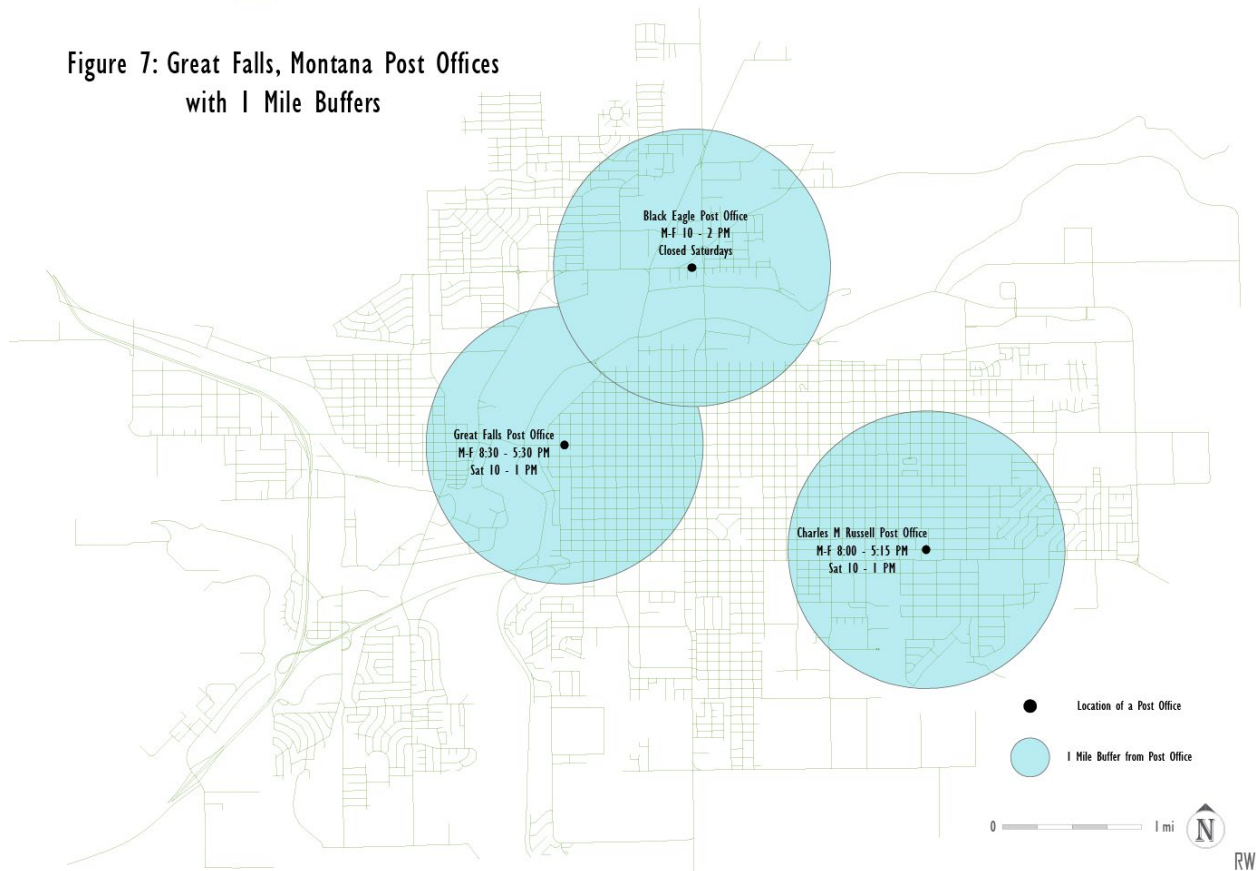 Figure 7: Great Falls, Montana Post Offices
with 1 Mile Buffers
Black Eagle Post Office
M-F 10 - 2 PM
Closed Saturdays
Great Falls Post Office
M-F 8:30 - 5:30 PM
Sat 10 - 1 PM
Charles M Russell Post Office
M-F 8:00 - 5:15 PM
Sat 10 - 1 PM
Location of a Post Office
1 Mile Buffer from Post Office
0 1 mi
N
RW